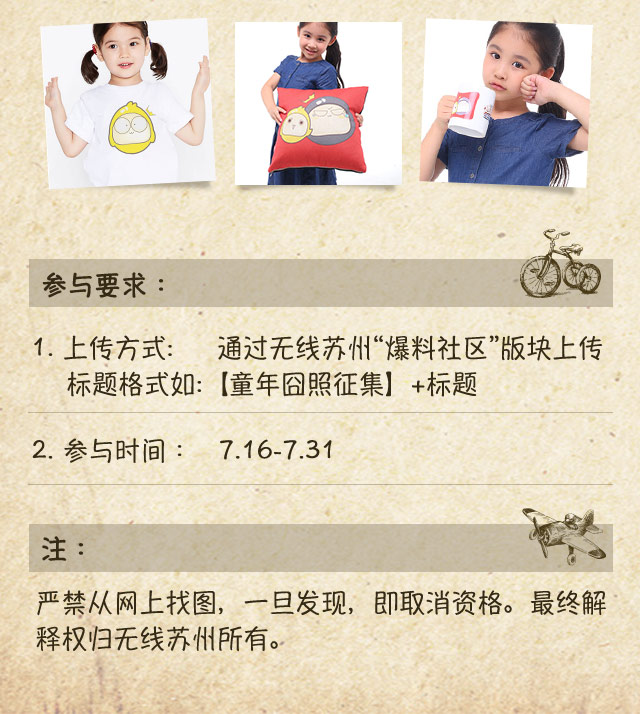 参与要求：
1. 上传方式: 通过无线苏州“爆料社区”版块上传
标题格式如:【童年囧照征集】+标题
2. 参与时间： 7.16-7.31
注：
严禁从网上找图，一旦发现，即取消资格。最终解
释权归无线苏州所有。